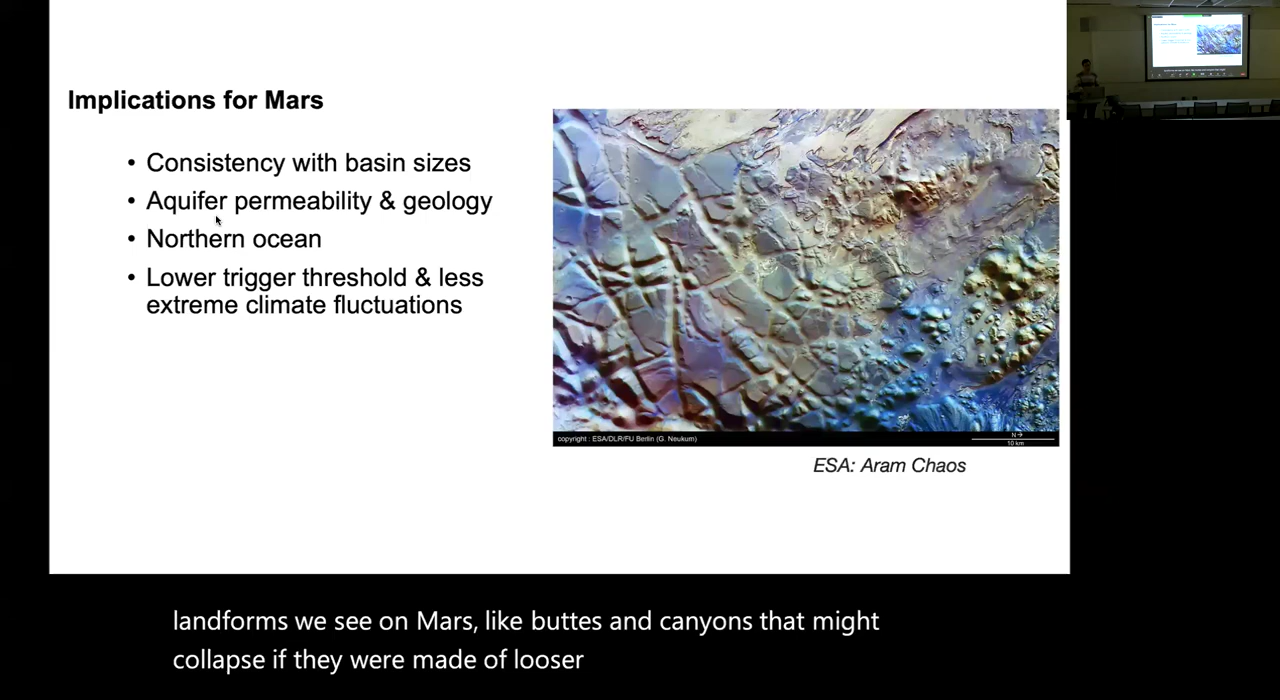 Implications for Mars
• Consistency with basin sizes
• Aquifer permeability & geology
• Northern ocean
• Lower trigger threshold & less
extreme climate fluctuations
copyright : ESA/DLR/FU Berlin (G. Neukum)
N→
10 km
ESA: Aram Chaos
landforms we see on Mars, like buttes and canyons that might
collapse if they were made of looser